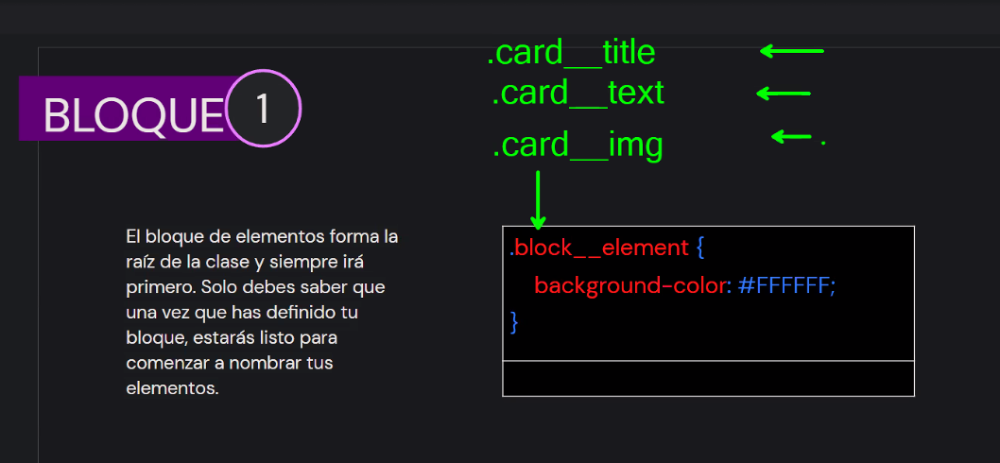 .card__title
.card__text
.card__img
BLOQUE 1
El bloque de elementos forma la
raíz de la clase y siempre irá
primero. Solo debes saber que
una vez que has definido tu
bloque, estarás listo para
comenzar a nombrar tus
elementos.
.block__element {
background-color: #FFFFFF;
}